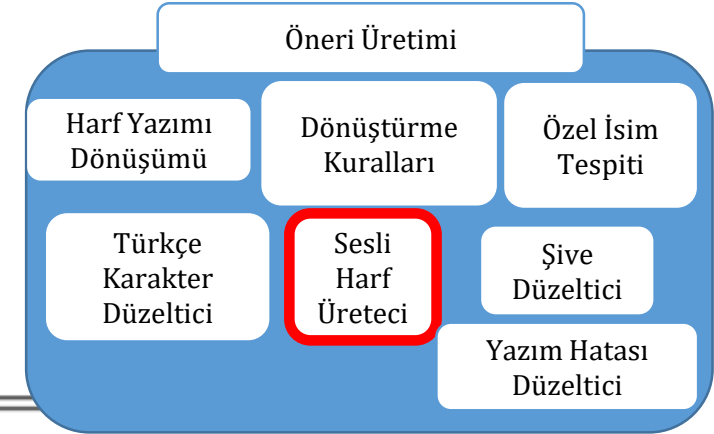 Öneri Üretimi
Harf Yazımı
Dönüşümü
Dönüştürme
Kuralları
Özel İsim
Tespiti
Türkçe
Karakter
Düzeltici
Sesli
Harf
Üreteci
Şive
Düzeltici
Yazım Hatası
Düzeltici